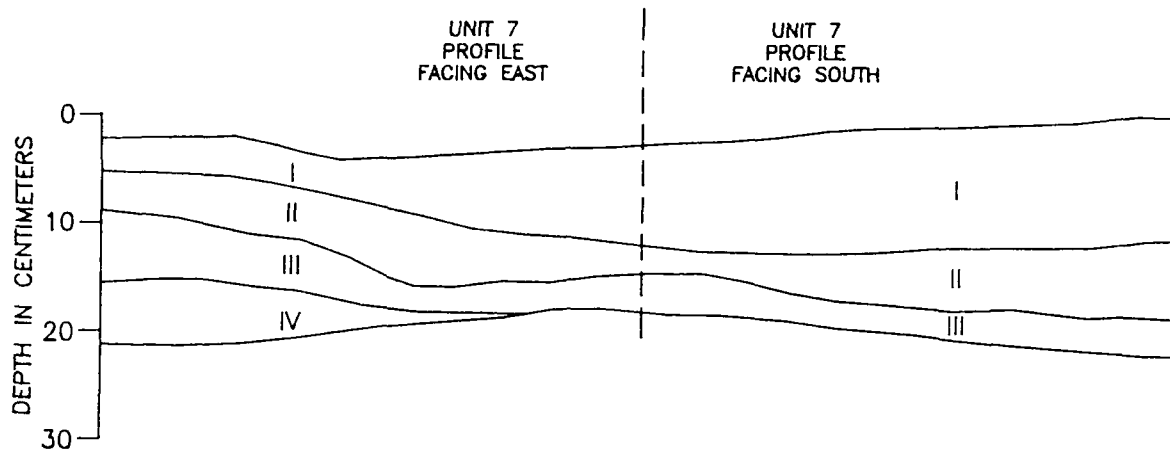 UNIT 7
PROFILE
FACING EAST
UNIT 7
PROFILE
FACING SOUTH
DEPTH IN CENTIMETERS
0
10
20
30
I
II
III
IV
I
II
III